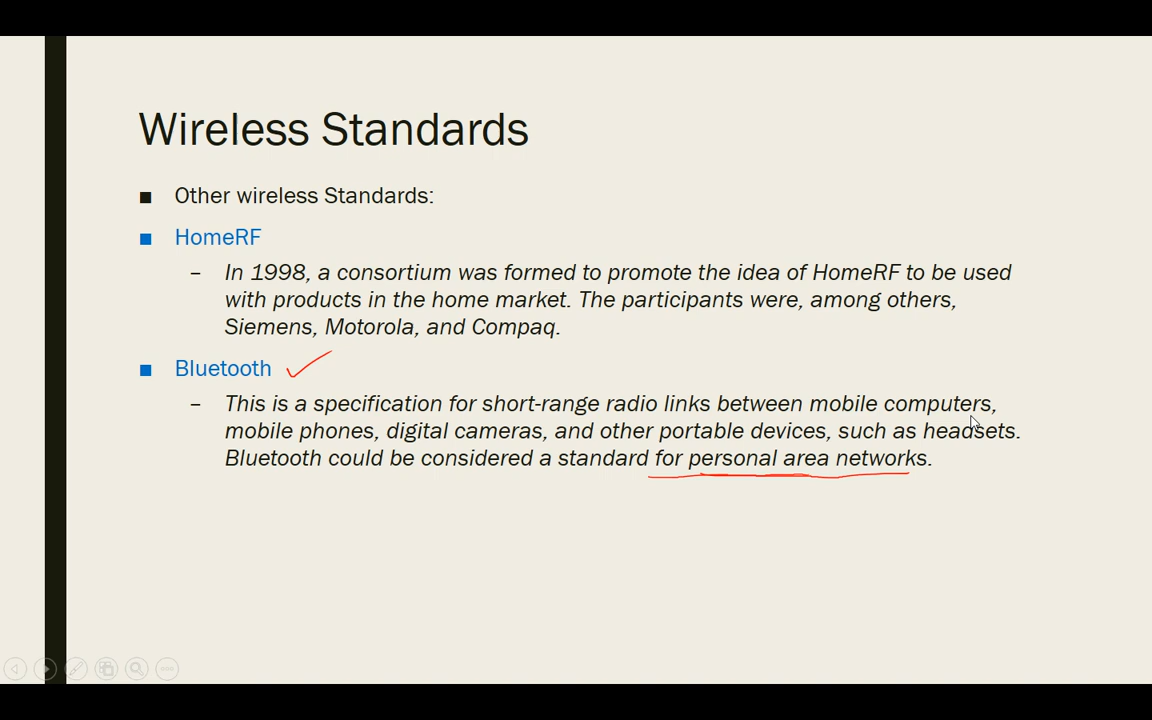 Wireless Standards
■ Other wireless Standards:
■ HomeRF
– In 1998, a consortium was formed to promote the idea of HomeRF to be used
with products in the home market. The participants were, among others,
Siemens, Motorola, and Compaq.
■ Bluetooth
– This is a specification for short-range radio links between mobile computers,
mobile phones, digital cameras, and other portable devices, such as headsets.
Bluetooth could be considered a standard for personal area networks.